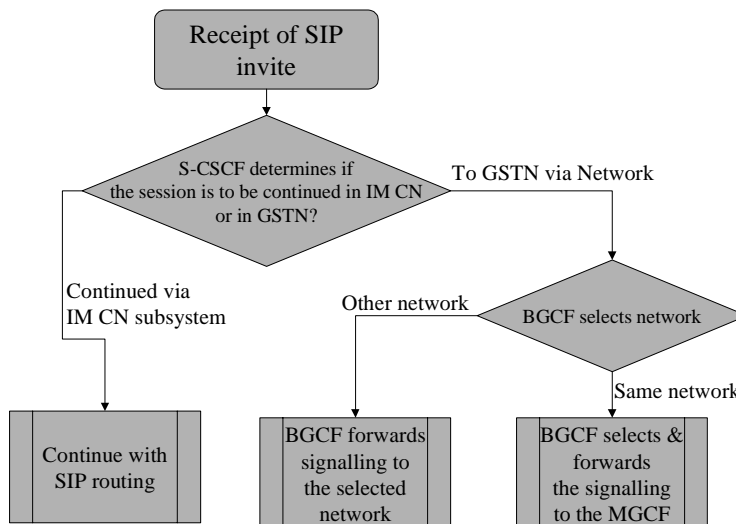 Receipt of SIP
invite
S-CSCF determines if
the session is to be continued in IM CN
or in GSTN?
To GSTN via Network
Continued via
IM CN subsystem
Other network
BGCF selects network
Same network
Continue with
SIP routing
BGCF forwards
signalling to
the selected
network
BGCF selects &
forwards
the signalling
to the MGCF